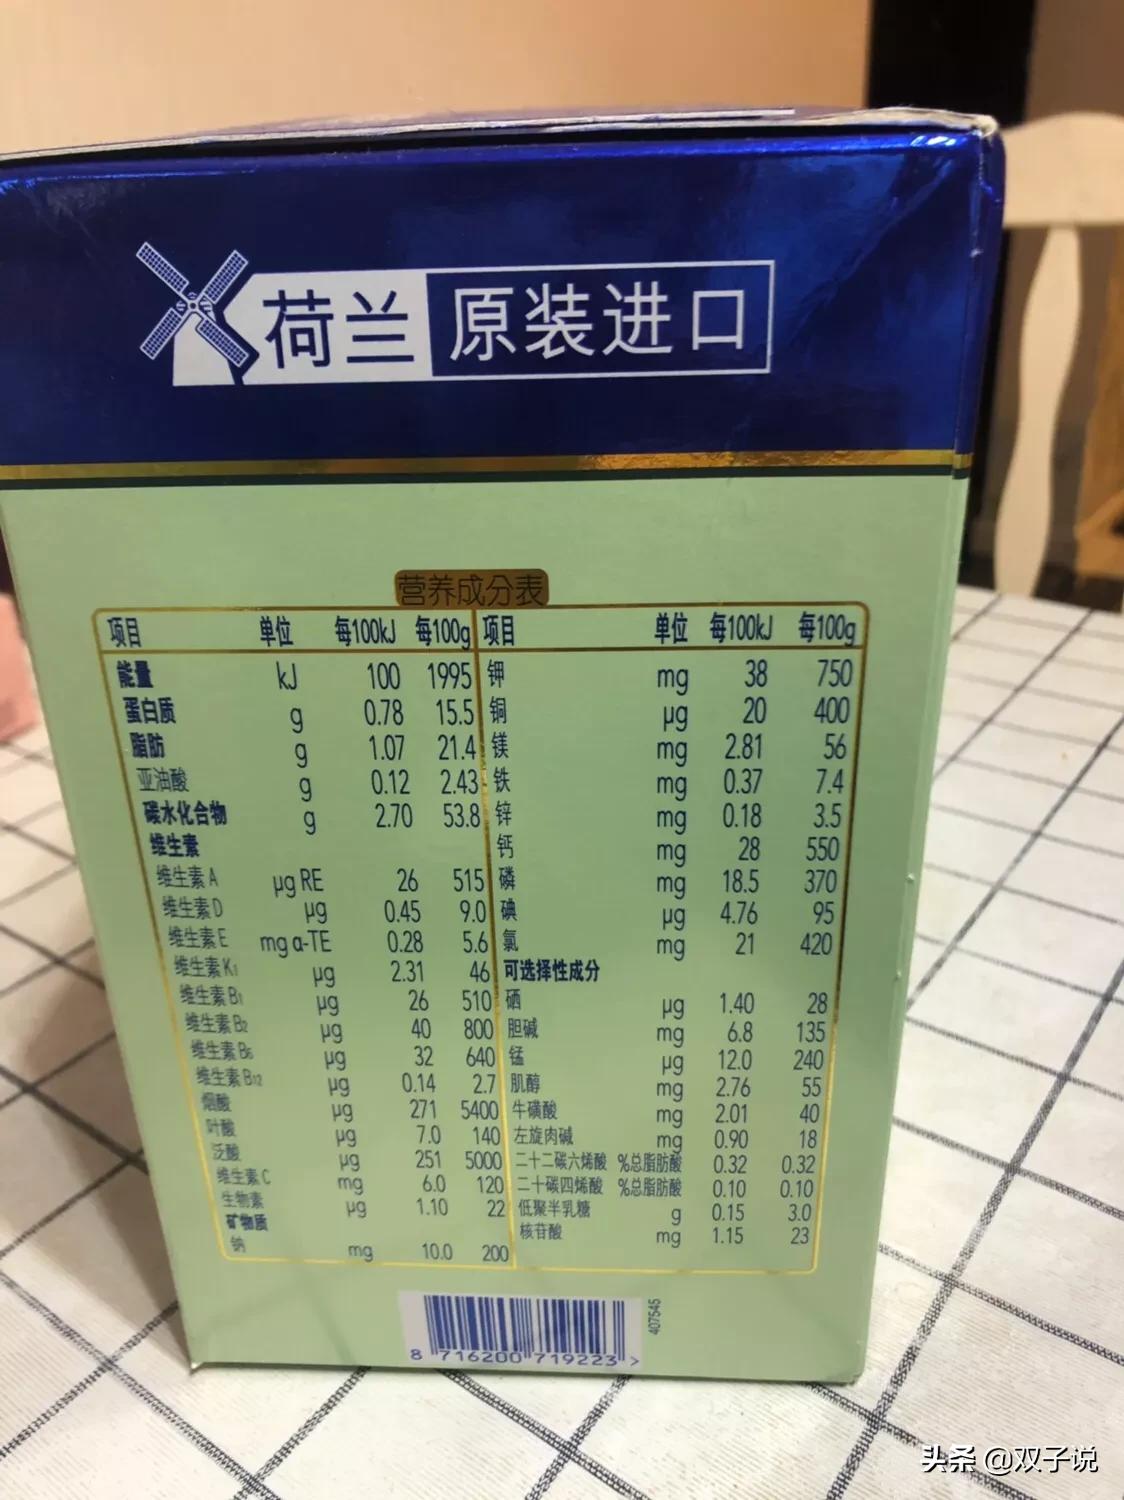 荷兰 原装进口
营养成分表
项目 单位 每100kJ 每100g 项目 单位 每100kJ 每100g
能量 kJ 100 1995 钾 mg 38 750
蛋白质 g 0.78 15.5 铜 μg 20 400
脂肪 g 1.07 21.4 镁 mg 2.81 56
亚油酸 g 0.12 2.43 铁 mg 0.37 7.4
碳水化合物 g 2.70 53.8 锌 mg 0.18 3.5
维生素 钙 mg 28 550
维生素A μg RE 26 515 磷 mg 18.5 370
维生素D μg 0.45 9.0 碘 μg 4.76 95
维生素E mg α-TE 0.28 5.6 氯 mg 21 420
维生素K1 μg 2.31 46 可选择性成分
维生素B1 μg 26 510 硒 μg 1.40 28
维生素B2 μg 40 800 胆碱 mg 6.8 135
维生素B6 μg 32 640 锰 μg 12.0 240
维生素B12 μg 0.14 2.7 肌醇 mg 2.76 55
烟酸 μg 271 5400 牛磺酸 mg 2.01 40
叶酸 μg 7.0 140 左旋肉碱 mg 0.90 18
泛酸 μg 251 5000 二十二碳六烯酸 %总脂肪酸 0.32 0.32
维生素C mg 6.0 120 二十碳四烯酸 %总脂肪酸 0.10 0.10
生物素 μg 1.10 22 低聚半乳糖 g 0.15 3.0
矿物质 核苷酸 mg 1.15 23
钠 mg 10.0 200
407545
8 716200 719223 >
头条 @双子说